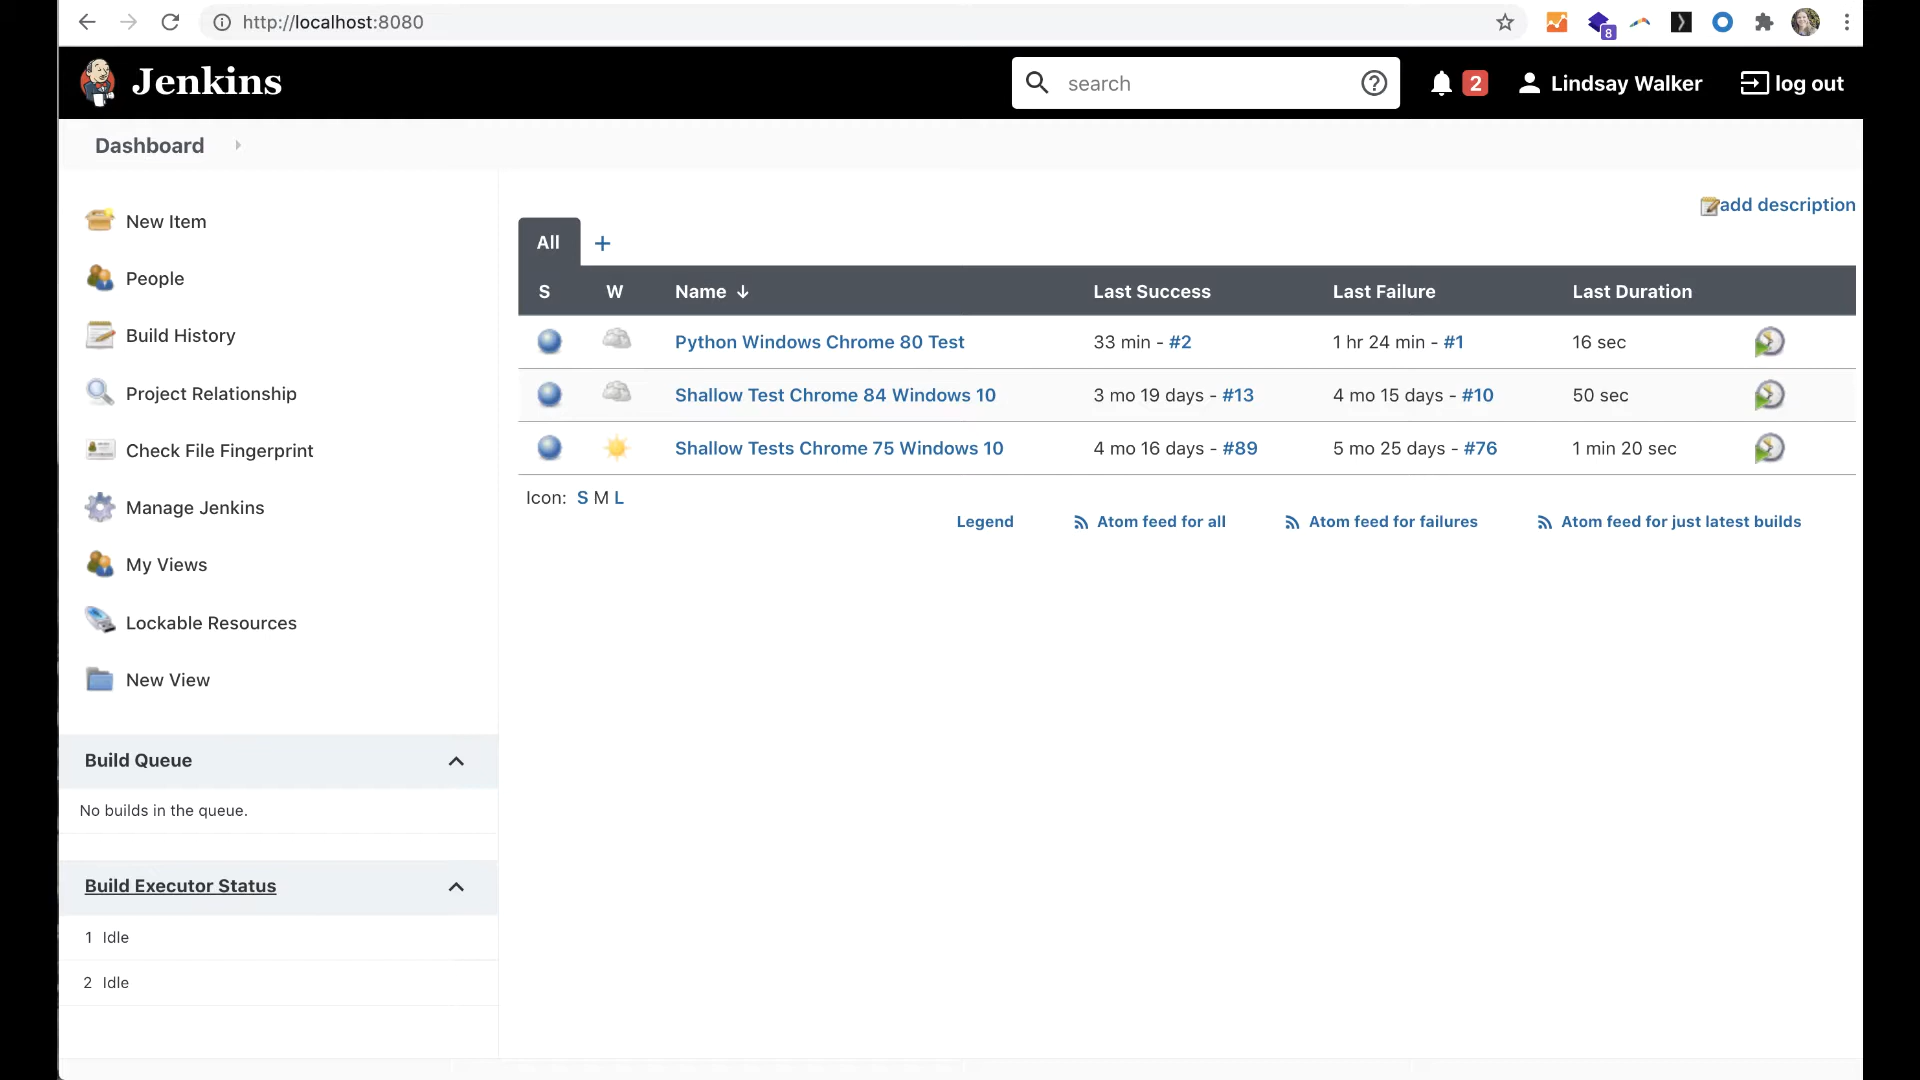 http://localhost:8080
8
Jenkins
search
2
Lindsay Walker
log out
Dashboard
add description
New Item
People
Build History
Project Relationship
Check File Fingerprint
Manage Jenkins
My Views
Lockable Resources
New View
Build Queue
No builds in the queue.
Build Executor Status
1 Idle
2 Idle
All +
S W Name ↓ Last Success Last Failure Last Duration
Python Windows Chrome 80 Test 33 min - #2 1 hr 24 min - #1 16 sec
Shallow Test Chrome 84 Windows 10 3 mo 19 days - #13 4 mo 15 days - #10 50 sec
Shallow Tests Chrome 75 Windows 10 4 mo 16 days - #89 5 mo 25 days - #76 1 min 20 sec
Icon: S M L
Legend Atom feed for all Atom feed for failures Atom feed for just latest builds